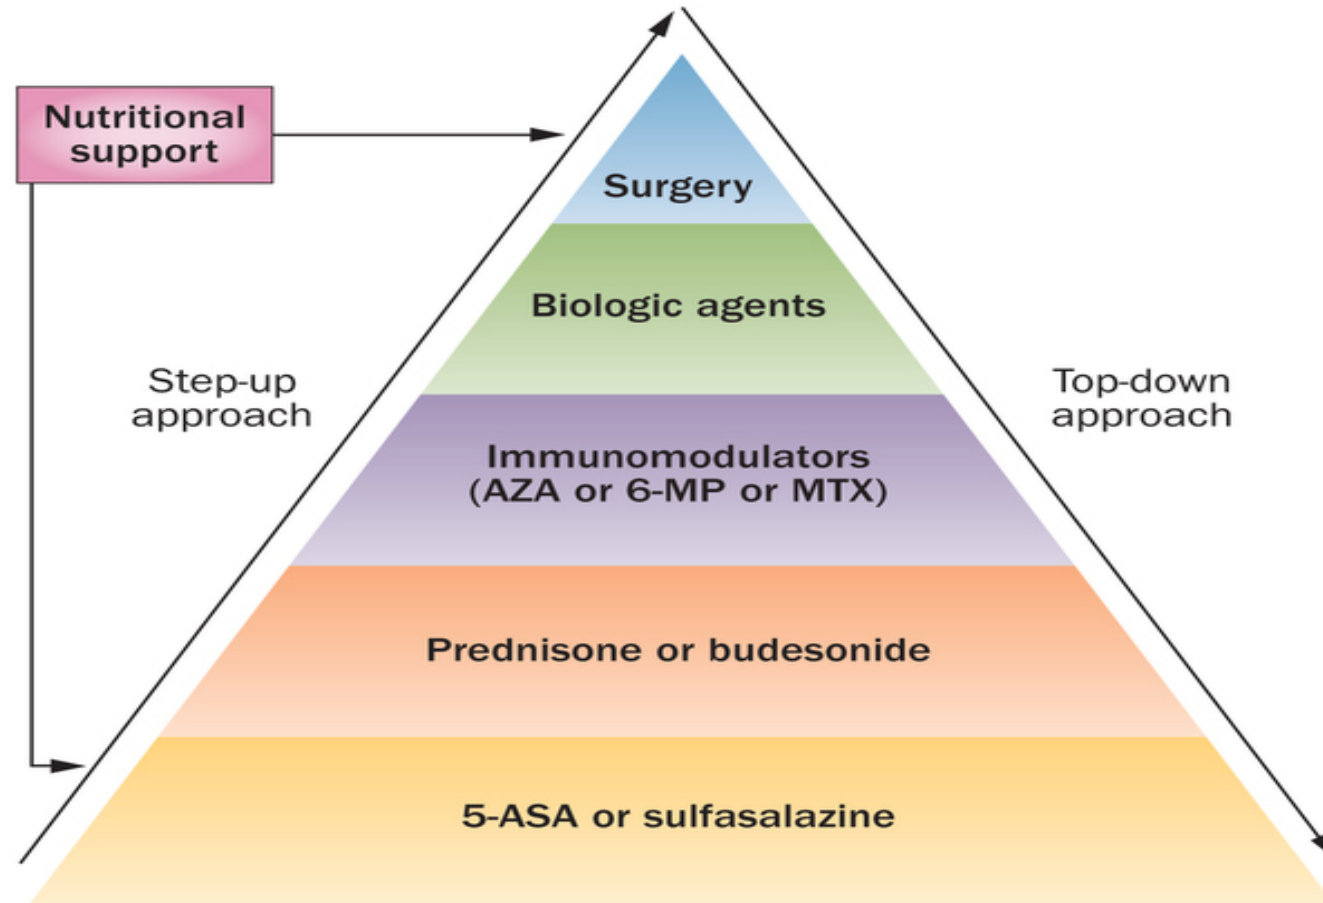 Nutritional
support
Surgery
Biologic agents
Step-up
approach
Top-down
approach
Immunomodulators
(AZA or 6-MP or MTX)
Prednisone or budesonide
5-ASA or sulfasalazine